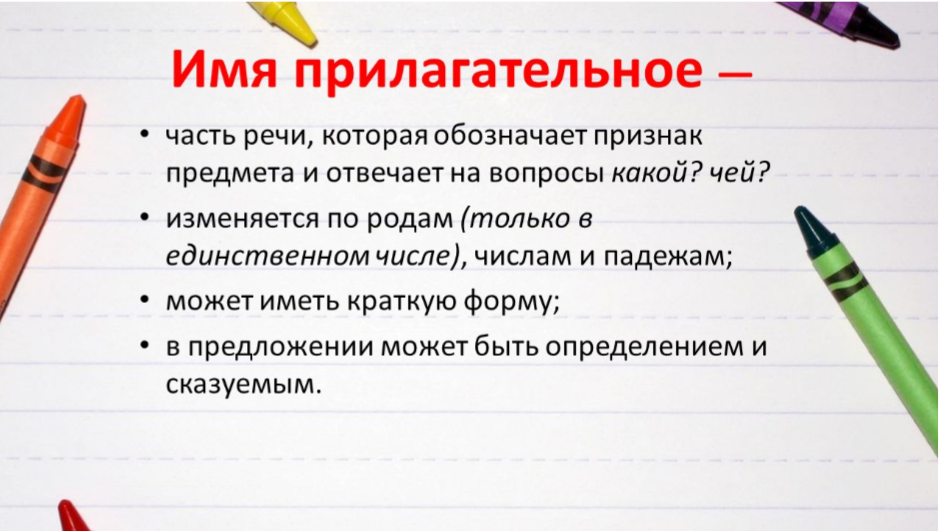 Имя прилагательное –
• часть речи, которая обозначает признак
предмета и отвечает на вопросы какой? чей?
• изменяется по родам (только в
единственном числе), числам и падежам;
• может иметь краткую форму;
• в предложении может быть определением и
сказуемым.